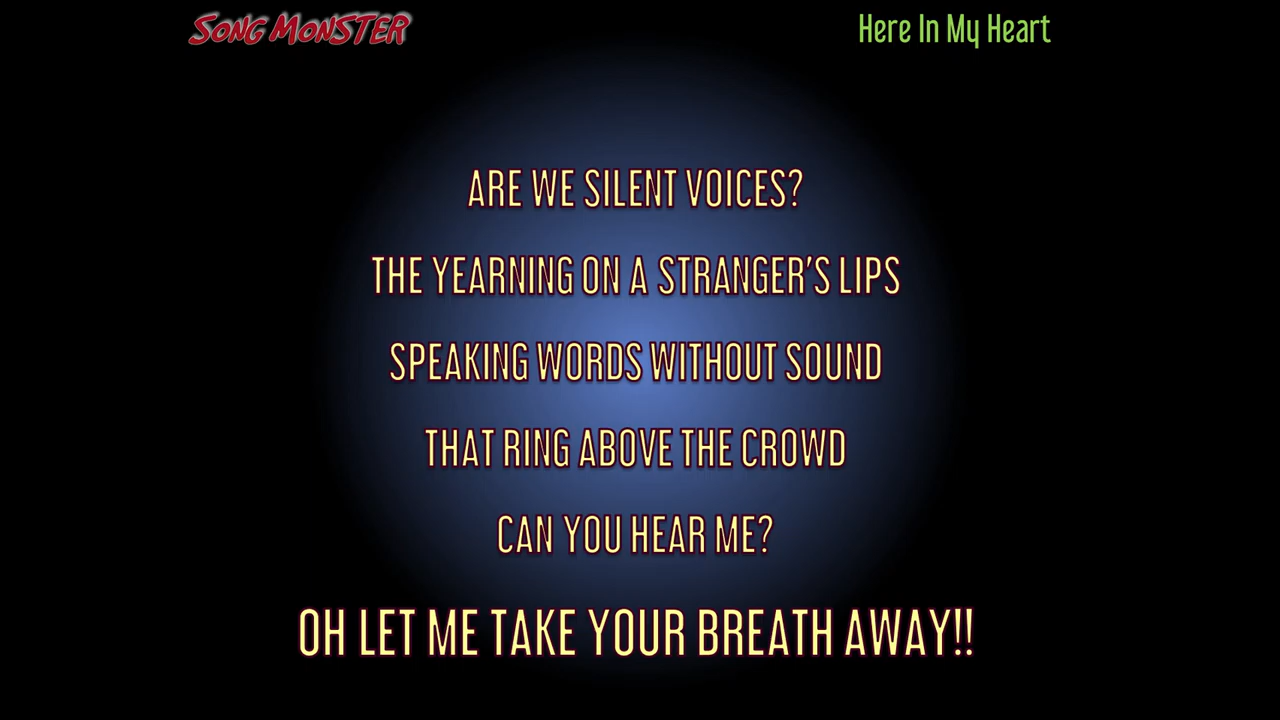 SONG MONSTER
Here In My Heart
ARE WE SILENT VOICES?
THE YEARNING ON A STRANGER'S LIPS
SPEAKING WORDS WITHOUT SOUND
THAT RING ABOVE THE CROWD
CAN YOU HEAR ME?
OH LET ME TAKE YOUR BREATH AWAY!!